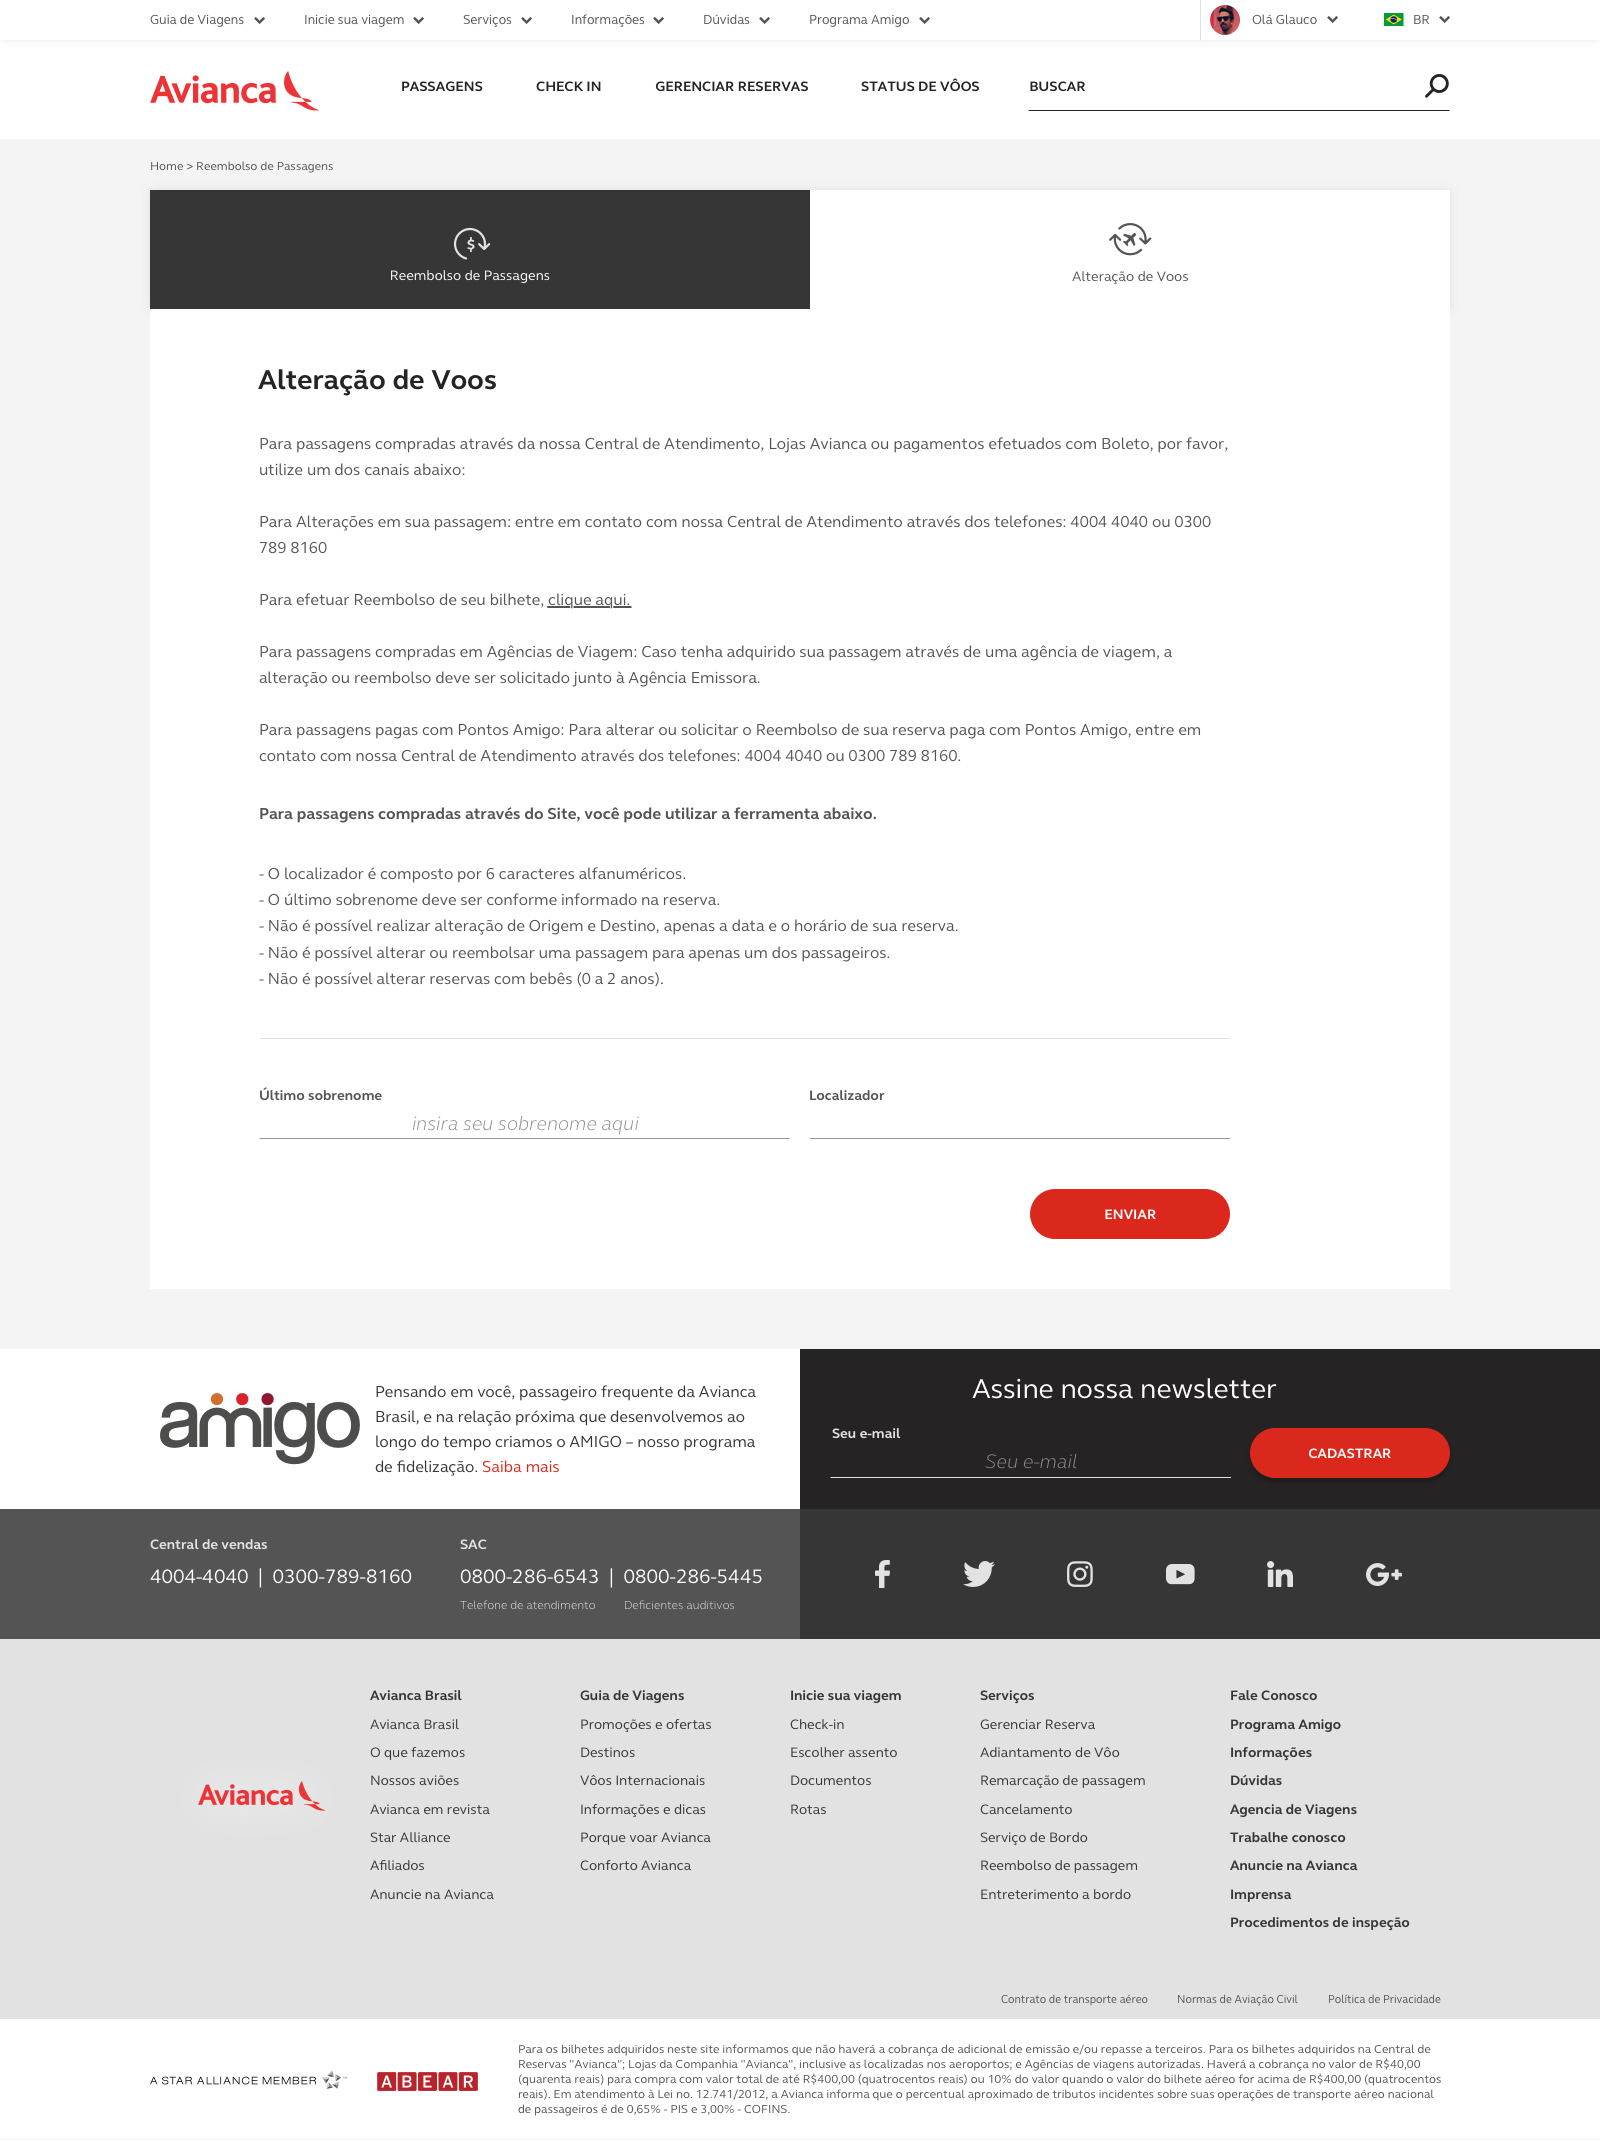 Guia de Viagens Inicie sua viagem Serviços Informações Dúvidas Programa Amigo Olá Glauco BR
Avianca PASSAGENS CHECK IN GERENCIAR RESERVAS STATUS DE VÔOS BUSCAR
Home > Reembolso de Passagens
$
Reembolso de Passagens
Alteração de Voos
Alteração de Voos
Para passagens compradas através da nossa Central de Atendimento, Lojas Avianca ou pagamentos efetuados com Boleto, por favor,
utilize um dos canais abaixo:
Para Alterações em sua passagem: entre em contato com nossa Central de Atendimento através dos telefones: 4004 4040 ou 0300
789 8160
Para efetuar Reembolso de seu bilhete, clique aqui.
Para passagens compradas em Agências de Viagem: Caso tenha adquirido sua passagem através de uma agência de viagem, a
alteração ou reembolso deve ser solicitado junto à Agência Emissora.
Para passagens pagas com Pontos Amigo: Para alterar ou solicitar o Reembolso de sua reserva paga com Pontos Amigo, entre em
contato com nossa Central de Atendimento através dos telefones: 4004 4040 ou 0300 789 8160.
Para passagens compradas através do Site, você pode utilizar a ferramenta abaixo.
- O localizador é composto por 6 caracteres alfanuméricos.
- O último sobrenome deve ser conforme informado na reserva.
- Não é possível realizar alteração de Origem e Destino, apenas a data e o horário de sua reserva.
- Não é possível alterar ou reembolsar uma passagem para apenas um dos passageiros.
- Não é possível alterar reservas com bebês (0 a 2 anos).
Último sobrenome
insira seu sobrenome aqui
Localizador
ENVIAR
amigo
Pensando em você, passageiro frequente da Avianca
Brasil, e na relação próxima que desenvolvemos ao
longo do tempo criamos o AMIGO – nosso programa
de fidelização. Saiba mais
Assine nossa newsletter
Seu e-mail
Seu e-mail
CADASTRAR
Central de vendas
4004-4040 | 0300-789-8160
SAC
0800-286-6543 | 0800-286-5445
Telefone de atendimento Deficientes auditivos
f in G+
Avianca
Avianca Brasil
Avianca Brasil
O que fazemos
Nossos aviões
Avianca em revista
Star Alliance
Afiliados
Anuncie na Avianca
Guia de Viagens
Promoções e ofertas
Destinos
Vôos Internacionais
Informações e dicas
Porque voar Avianca
Conforto Avianca
Inicie sua viagem
Check-in
Escolher assento
Documentos
Rotas
Serviços
Gerenciar Reserva
Adiantamento de Vôo
Remarcação de passagem
Cancelamento
Serviço de Bordo
Reembolso de passagem
Entreterimento a bordo
Fale Conosco
Programa Amigo
Informações
Dúvidas
Agencia de Viagens
Trabalhe conosco
Anuncie na Avianca
Imprensa
Procedimentos de inspeção
Contrato de transporte aéreo Normas de Aviação Civil Política de Privacidade
A STAR ALLIANCE MEMBER
ABEAR
Para os bilhetes adquiridos neste site informamos que não haverá a cobrança de adicional de emissão e/ou repasse a terceiros. Para os bilhetes adquiridos na Central de
Reservas "Avianca"; Lojas da Companhia "Avianca", inclusive as localizadas nos aeroportos; e Agências de viagens autorizadas. Haverá a cobrança no valor de R$40,00
(quarenta reais) para compra com valor total de até R$400,00 (quatrocentos reais) ou 10% do valor quando o valor do bilhete aéreo for acima de R$400,00 (quatrocentos
reais). Em atendimento à Lei no. 12.741/2012, a Avianca informa que o percentual aproximado de tributos incidentes sobre suas operações de transporte aéreo nacional
de passageiros é de 0,65% - PIS e 3,00% - COFINS.